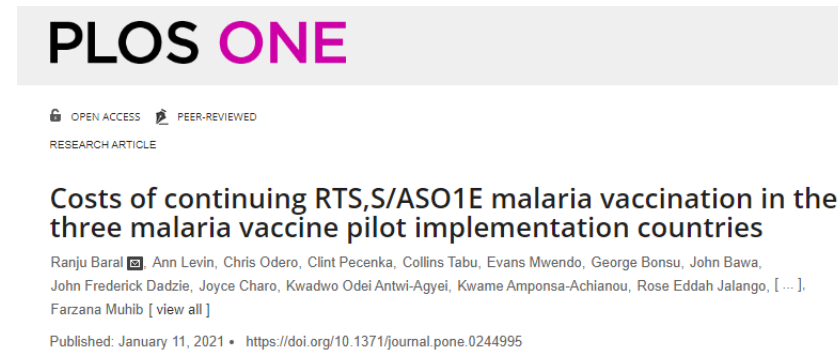 PLOS ONE
OPEN ACCESS PEER-REVIEWED
RESEARCH ARTICLE
Costs of continuing RTS,S/ASO1E malaria vaccination in the
three malaria vaccine pilot implementation countries
Ranju Baral, Ann Levin, Chris Odero, Clint Pecenka, Collins Tabu, Evans Mwendo, George Bonsu, John Bawa,
John Frederick Dadzie, Joyce Charo, Kwadwo Odei Antwi-Agyei, Kwame Amponsa-Achianou, Rose Eddah Jalango, [ ... ],
Farzana Muhib [ view all ]
Published: January 11, 2021 • https://doi.org/10.1371/journal.pone.0244995